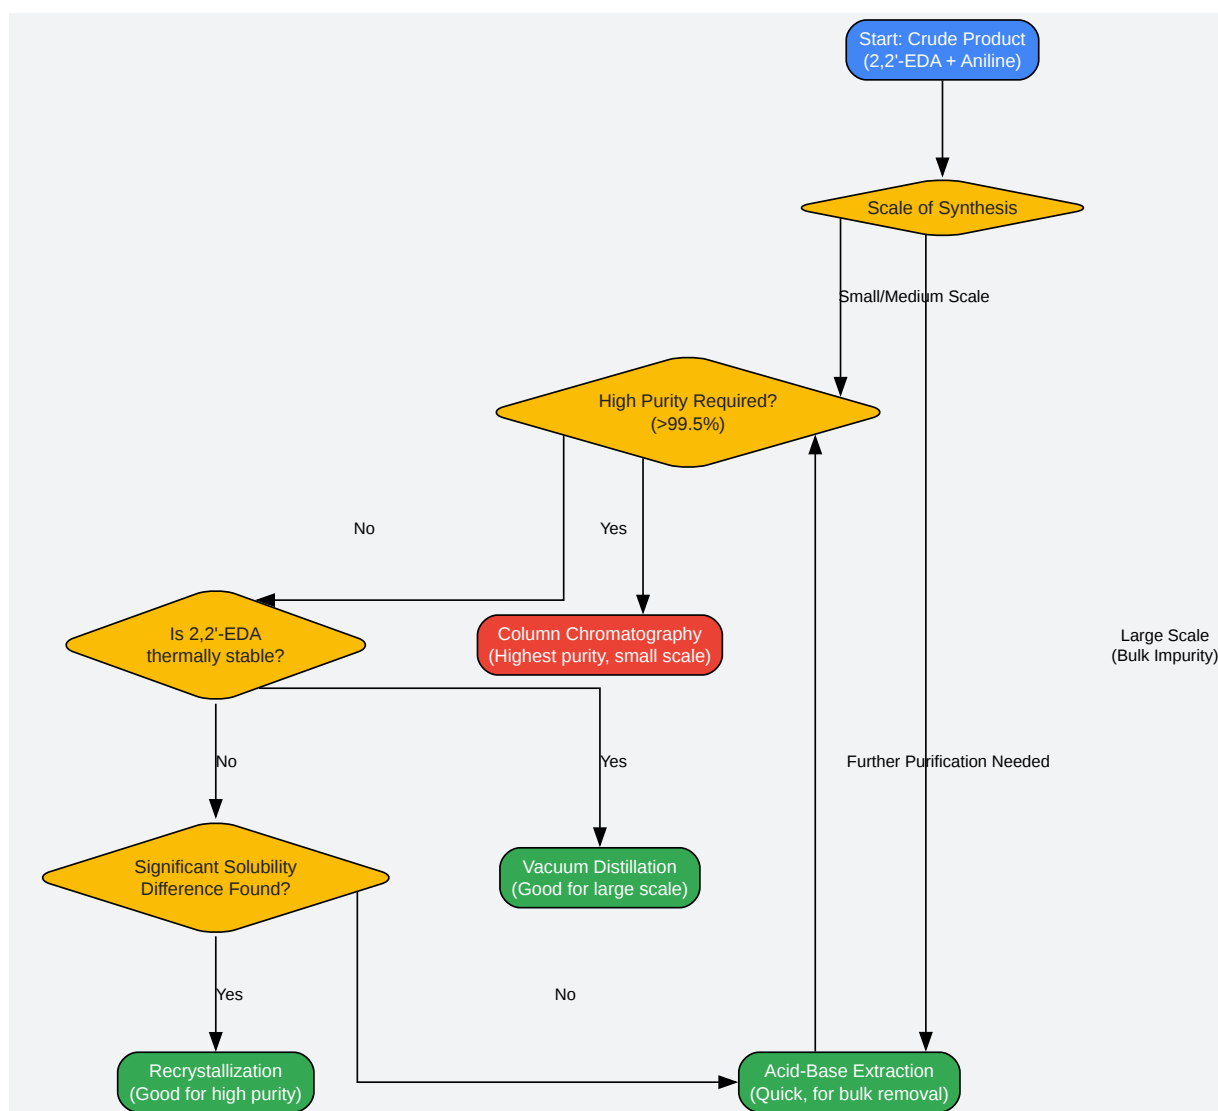 Start: Crude Product
(2,2'-EDA + Aniline)
Scale of Synthesis
Small/Medium Scale
High Purity Required?
(>99.5%)
No
Yes
Is 2,2'-EDA
thermally stable?
Column Chromatography
(Highest purity, small scale)
Large Scale
(Bulk Impurity)
No
Yes
Further Purification Needed
Significant Solubility
Difference Found?
Vacuum Distillation
(Good for large scale)
Yes
No
Recrystallization
(Good for high purity)
Acid-Base Extraction
(Quick, for bulk removal)